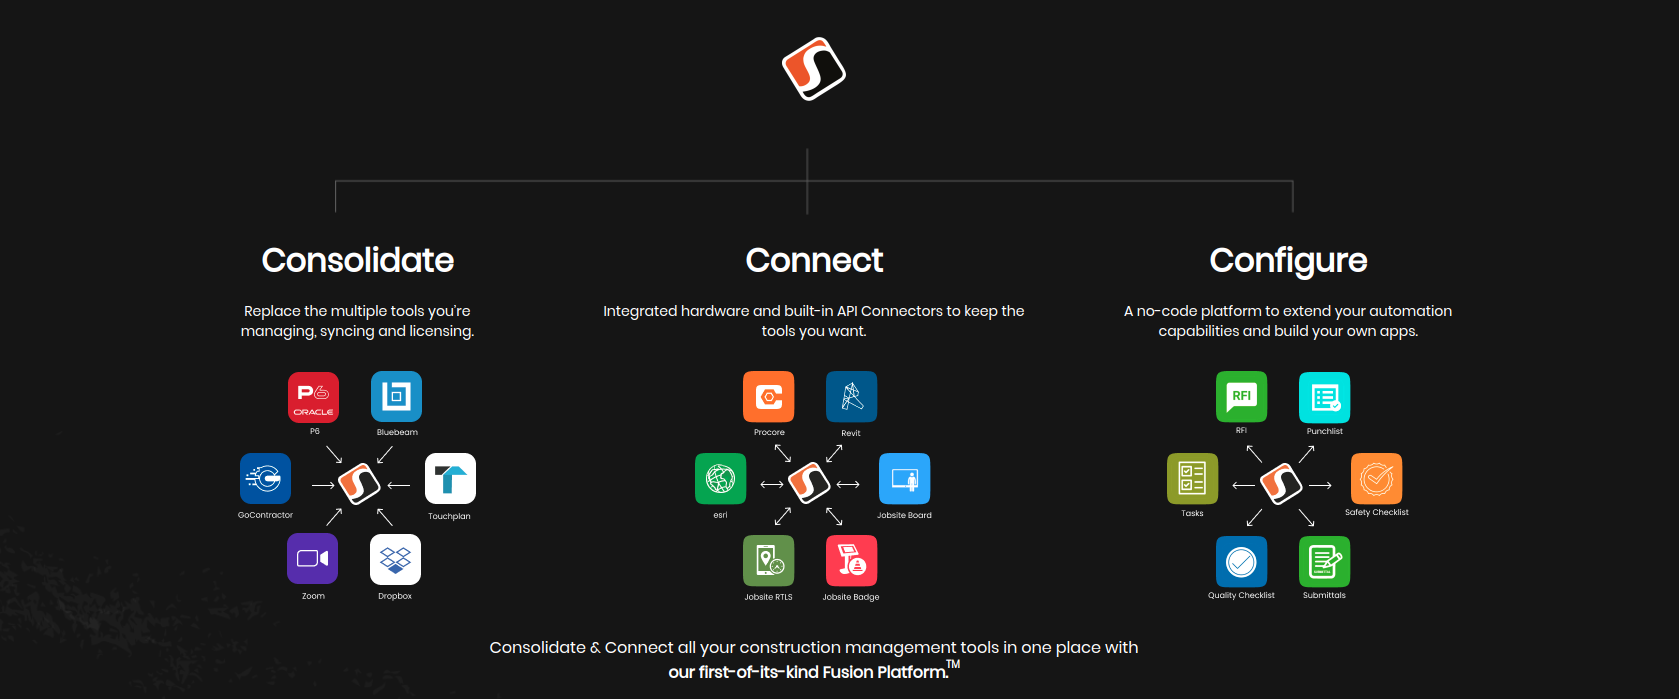 Consolidate
Replace the multiple tools you're
managing, syncing and licensing.
P6
ORACLE
P6
Bluebeam
GoContractor
Touchplan
Zoom
Dropbox
Connect
Integrated hardware and built-in API Connectors to keep the
tools you want.
Procore
Revit
esri
Jobsite Board
Jobsite RTLS
Jobsite Badge
Configure
A no-code platform to extend your automation
capabilities and build your own apps.
RFI
RFI
Punchlist
Tasks
Safety Checklist
Quality Checklist
SUBMITTAL
Submittals
Consolidate & Connect all your construction management tools in one place with
our first-of-its-kind Fusion Platform.™